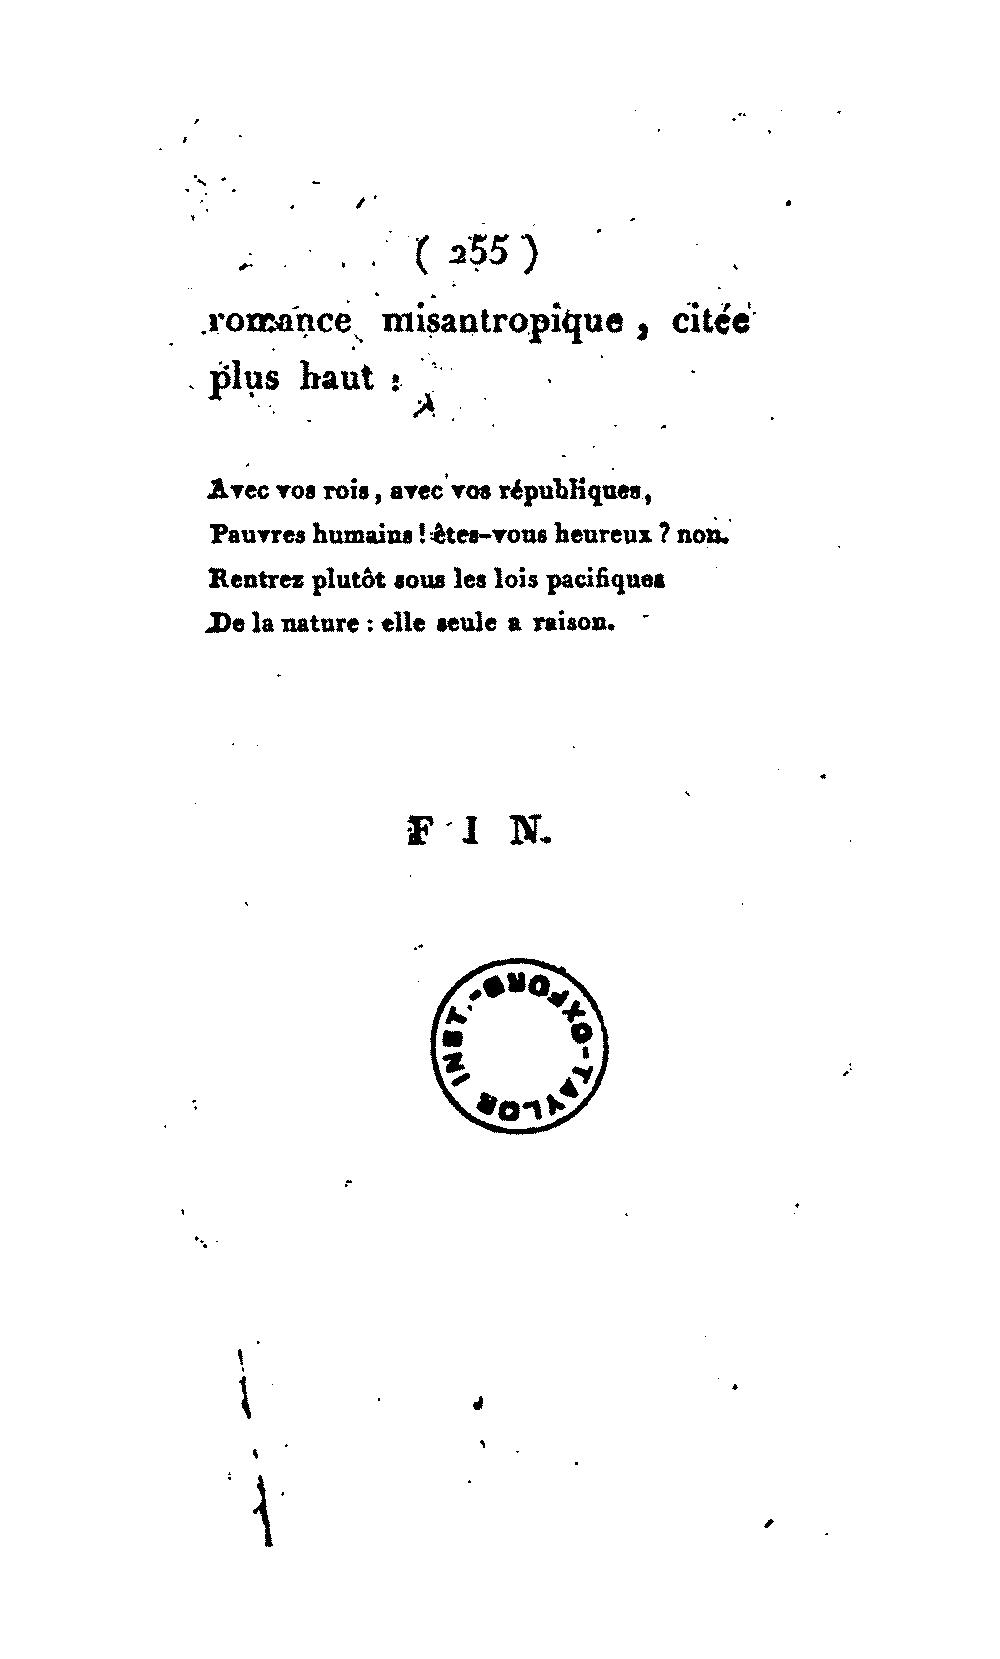 ( 255 )
romance misantropique, citée
plus haut :
Avec vos rois, avec vos républiques,
Pauvres humains ! êtes-vous heureux ? non.
Rentrez plutôt sous les lois pacifiques
De la nature : elle seule a raison.
F I N.
TAYLOR INST.-OXFORD-